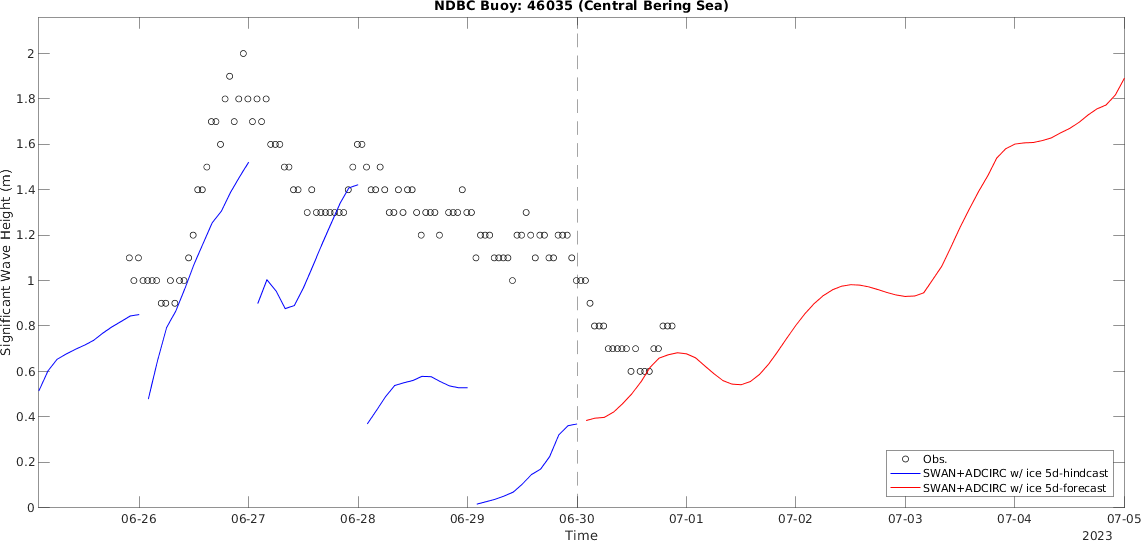 NDBC Buoy: 46035 (Central Bering Sea)
Significant Wave Height (m)
2
1.8
1.6
1.4
1.2
1
0.8
0.6
0.4
0.2
0
Obs.
SWAN+ADCIRC w/ ice 5d-hindcast
SWAN+ADCIRC w/ ice 5d-forecast
06-26 06-27 06-28 06-29 06-30 07-01 07-02 07-03 07-04 07-05
Time
2023